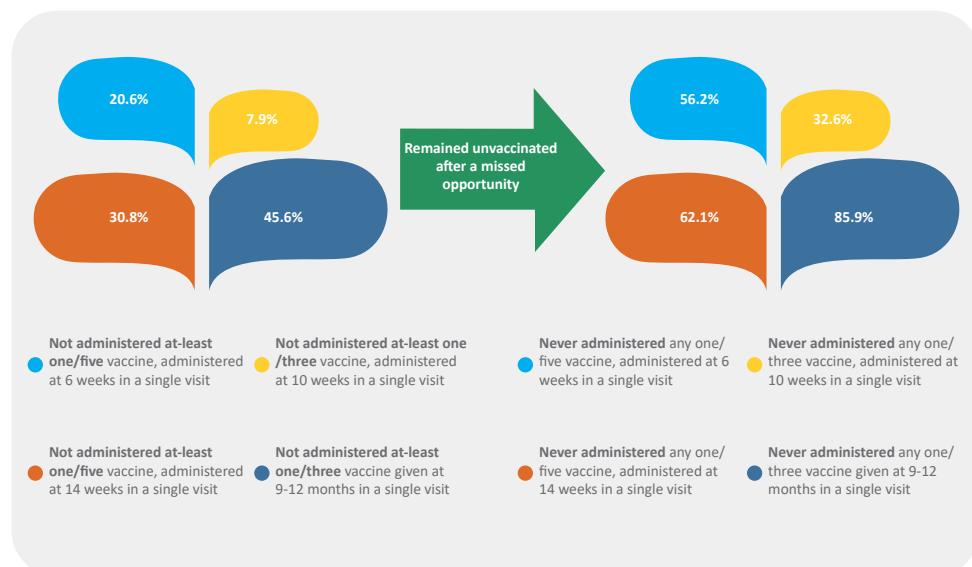 20.6%
7.9%
30.8%
45.6%
Remained unvaccinated
after a missed
opportunity
56.2%
32.6%
62.1%
85.9%
Not administered at-least
one/five vaccine, administered
at 6 weeks in a single visit
Not administered at-least one
/three vaccine, administered
at 10 weeks in a single visit
Never administered any one/
five vaccine, administered at 6
weeks in a single visit
Never administered any one/
three vaccine, administered at
10 weeks in a single visit
Not administered at-least
one/five vaccine, administered
at 14 weeks in a single visit
Not administered at-least
one/three vaccine given at
9-12 months in a single visit
Never administered any one/
five vaccine, administered at
14 weeks in a single visit
Never administered any one/
three vaccine given at 9-12
months in a single visit